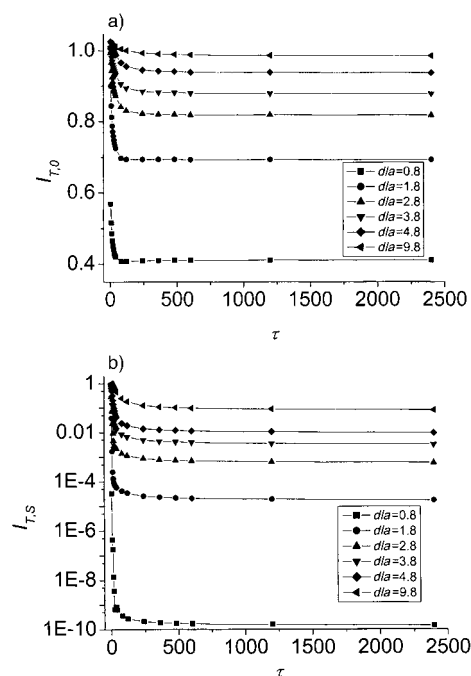 a)
1.0
0.8
0.6
0.4
I_T,0
d/a=0.8
d/a=1.8
d/a=2.8
d/a=3.8
d/a=4.8
d/a=9.8
0 500 1000 1500 2000 2500
τ
b)
1
0.01
1E-4
1E-6
1E-8
1E-10
I_T,S
d/a=0.8
d/a=1.8
d/a=2.8
d/a=3.8
d/a=4.8
d/a=9.8
0 500 1000 1500 2000 2500
τ